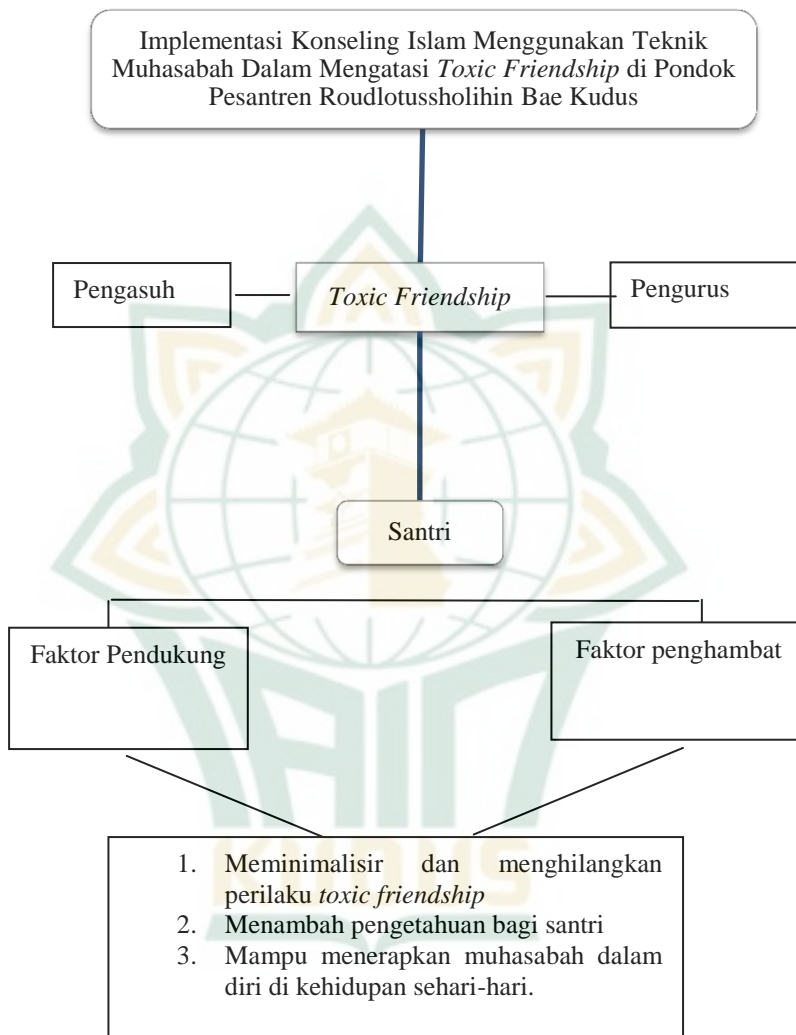 Implementasi Konseling Islam Menggunakan Teknik
Muhasabah Dalam Mengatasi Toxic Friendship di Pondok
Pesantren Roudlotussholihin Bae Kudus
Pengasuh
Toxic Friendship
Pengurus
Santri
Faktor Pendukung
Faktor penghambat
1. Meminimalisir dan menghilangkan
perilaku toxic friendship
2. Menambah pengetahuan bagi santri
3. Mampu menerapkan muhasabah dalam
diri di kehidupan sehari-hari.
IAIN
KUDUS